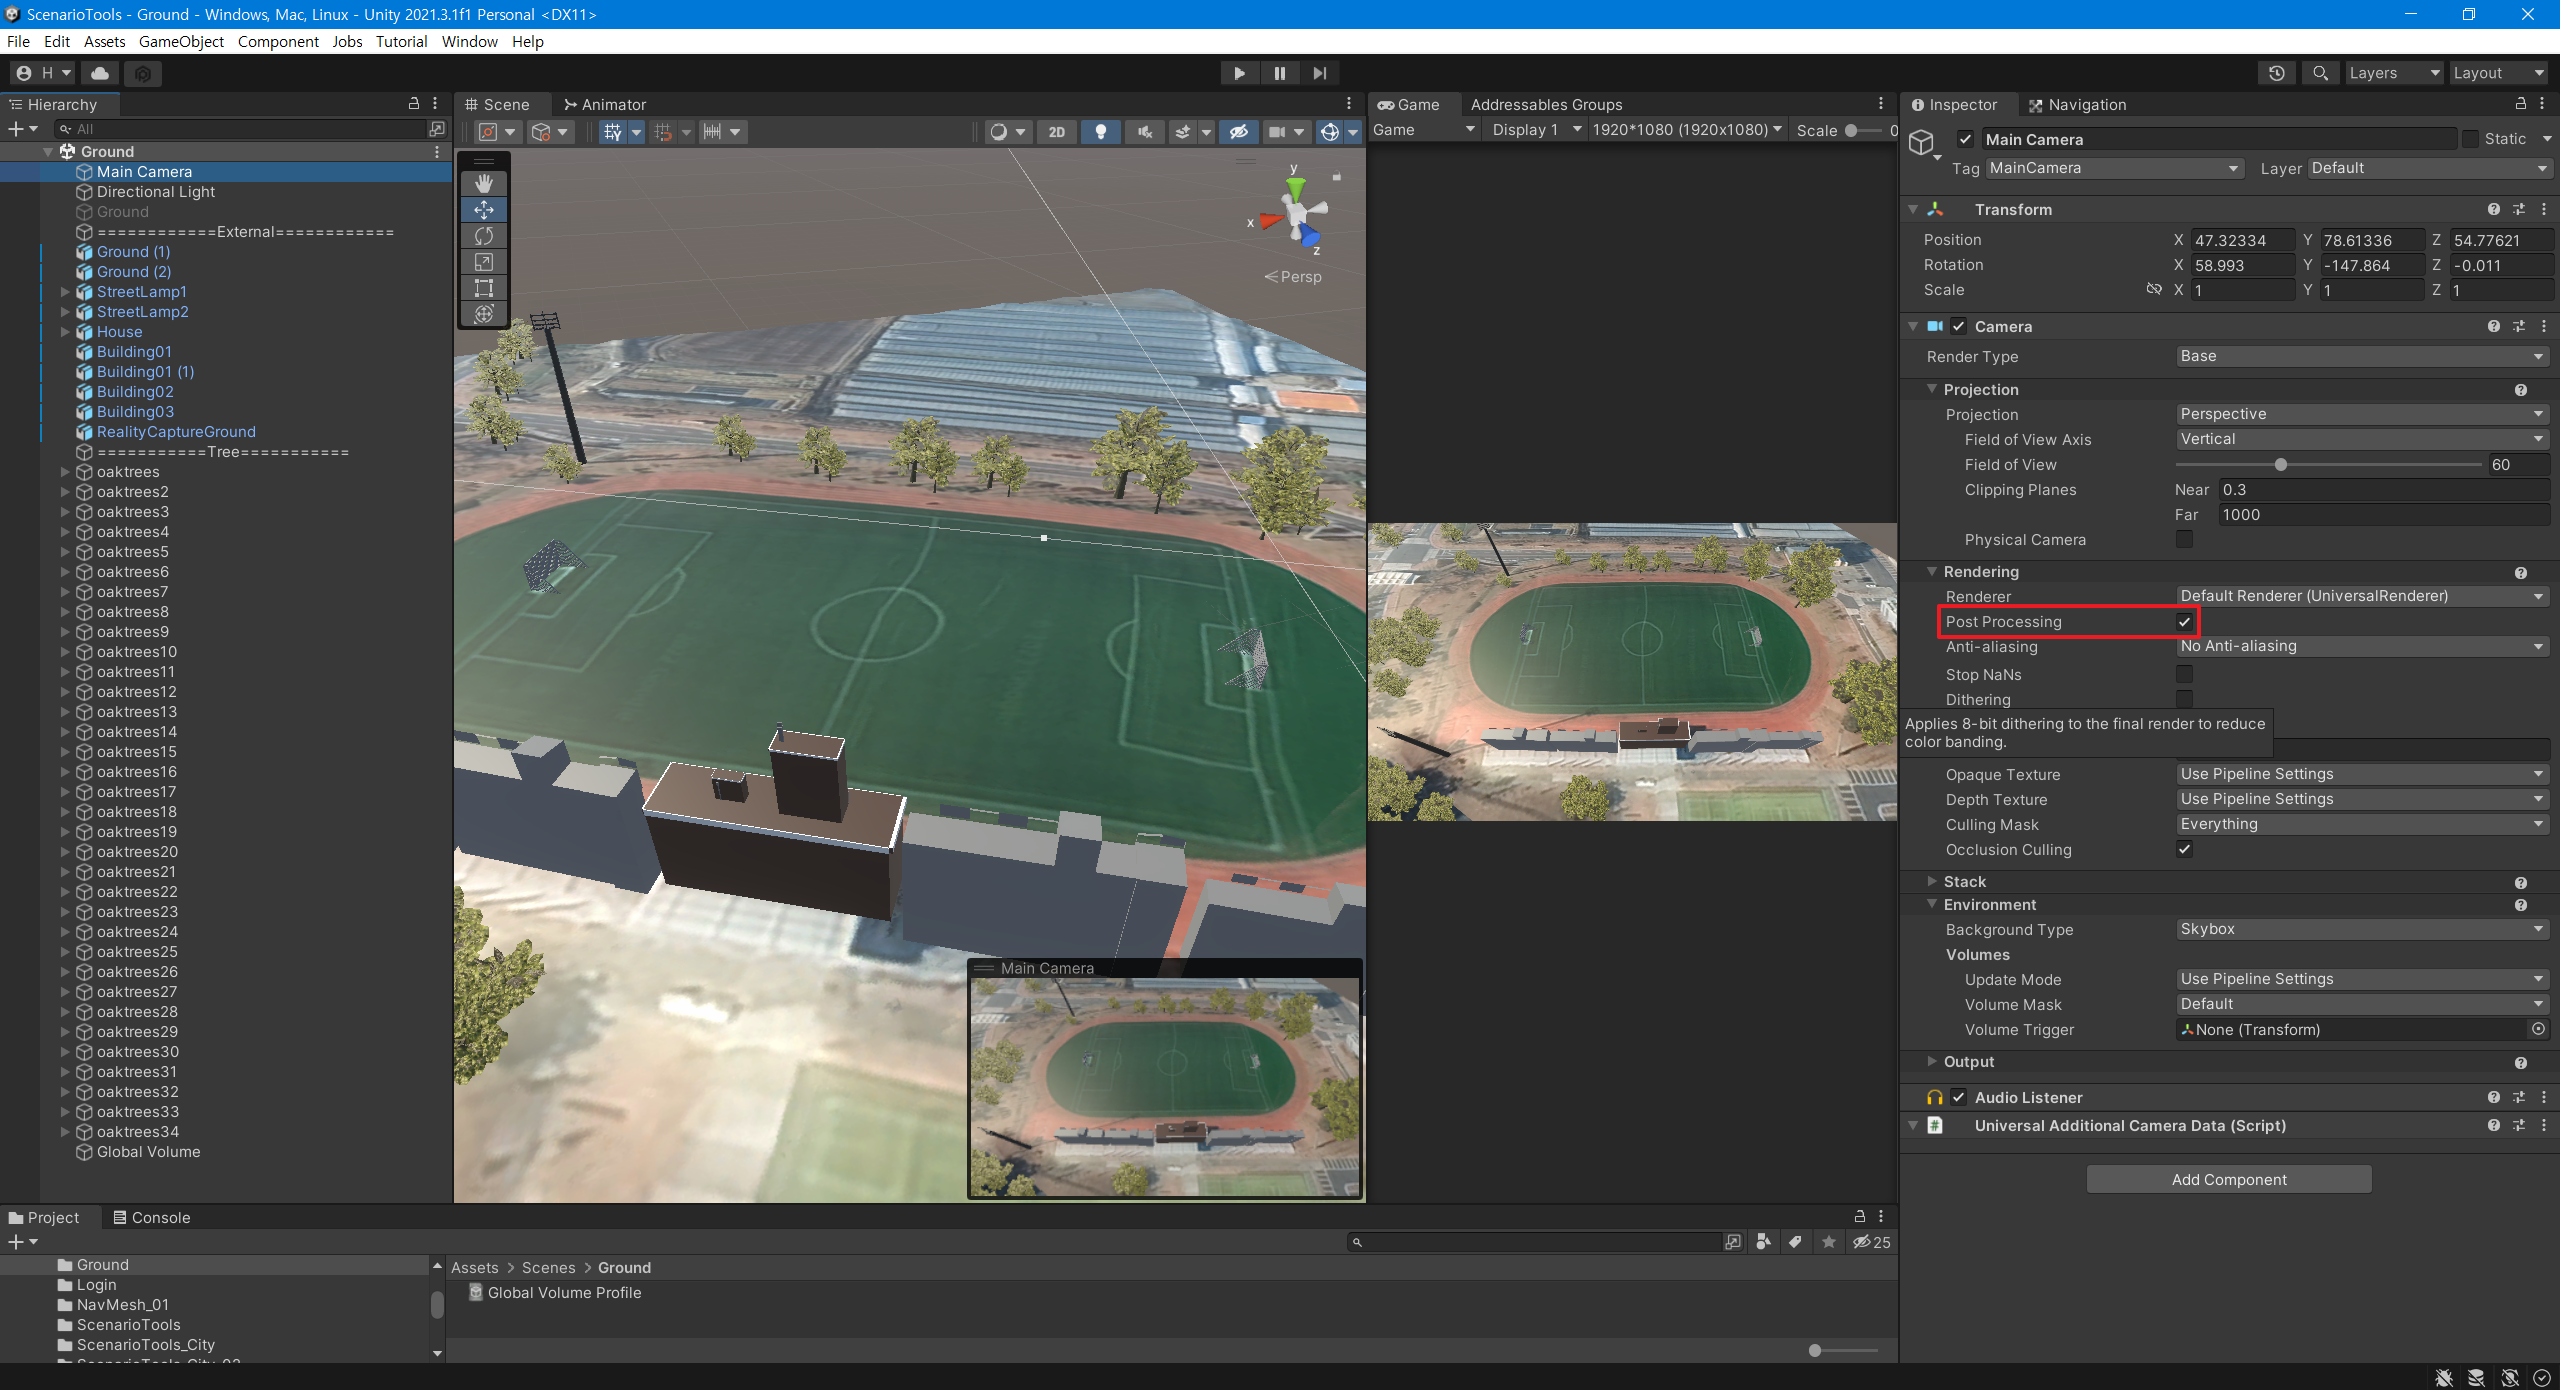 ScenarioTools - Ground - Windows, Mac, Linux - Unity 2021.3.1f1 Personal <DX11>
File Edit Assets GameObject Component Jobs Tutorial Window Help
H
Layers
Layout
Hierarchy
All
Ground
Main Camera
Directional Light
Ground
============External============
Ground (1)
Ground (2)
StreetLamp1
StreetLamp2
House
Building01
Building01 (1)
Building02
Building03
RealityCaptureGround
===========Tree===========
oaktrees
oaktrees2
oaktrees3
oaktrees4
oaktrees5
oaktrees6
oaktrees7
oaktrees8
oaktrees9
oaktrees10
oaktrees11
oaktrees12
oaktrees13
oaktrees14
oaktrees15
oaktrees16
oaktrees17
oaktrees18
oaktrees19
oaktrees20
oaktrees21
oaktrees22
oaktrees23
oaktrees24
oaktrees25
oaktrees26
oaktrees27
oaktrees28
oaktrees29
oaktrees30
oaktrees31
oaktrees32
oaktrees33
oaktrees34
Global Volume
Scene Animator
2D
y
x
z
Persp
Main Camera
Game Addressables Groups
Game Display 1 1920*1080 (1920x1080) Scale 0
Inspector Navigation
Main Camera Static
Tag MainCamera Layer Default
Transform
Position X 47.32334 Y 78.61336 Z 54.77621
Rotation X 58.993 Y -147.864 Z -0.011
Scale X 1 Y 1 Z 1
Camera
Render Type Base
Projection
Projection Perspective
Field of View Axis Vertical
Field of View 60
Clipping Planes Near 0.3
Far 1000
Physical Camera
Rendering
Renderer Default Renderer (UniversalRenderer)
Post Processing
Anti-aliasing No Anti-aliasing
Stop NaNs
Dithering
Applies 8-bit dithering to the final render to reduce
color banding.
Opaque Texture Use Pipeline Settings
Depth Texture Use Pipeline Settings
Culling Mask Everything
Occlusion Culling
Stack
Environment
Background Type Skybox
Volumes
Update Mode Use Pipeline Settings
Volume Mask Default
Volume Trigger None (Transform)
Output
Audio Listener
Universal Additional Camera Data (Script)
Add Component
Project Console
25
Ground
Login
NavMesh_01
ScenarioTools
ScenarioTools_City
Assets > Scenes > Ground
Global Volume Profile